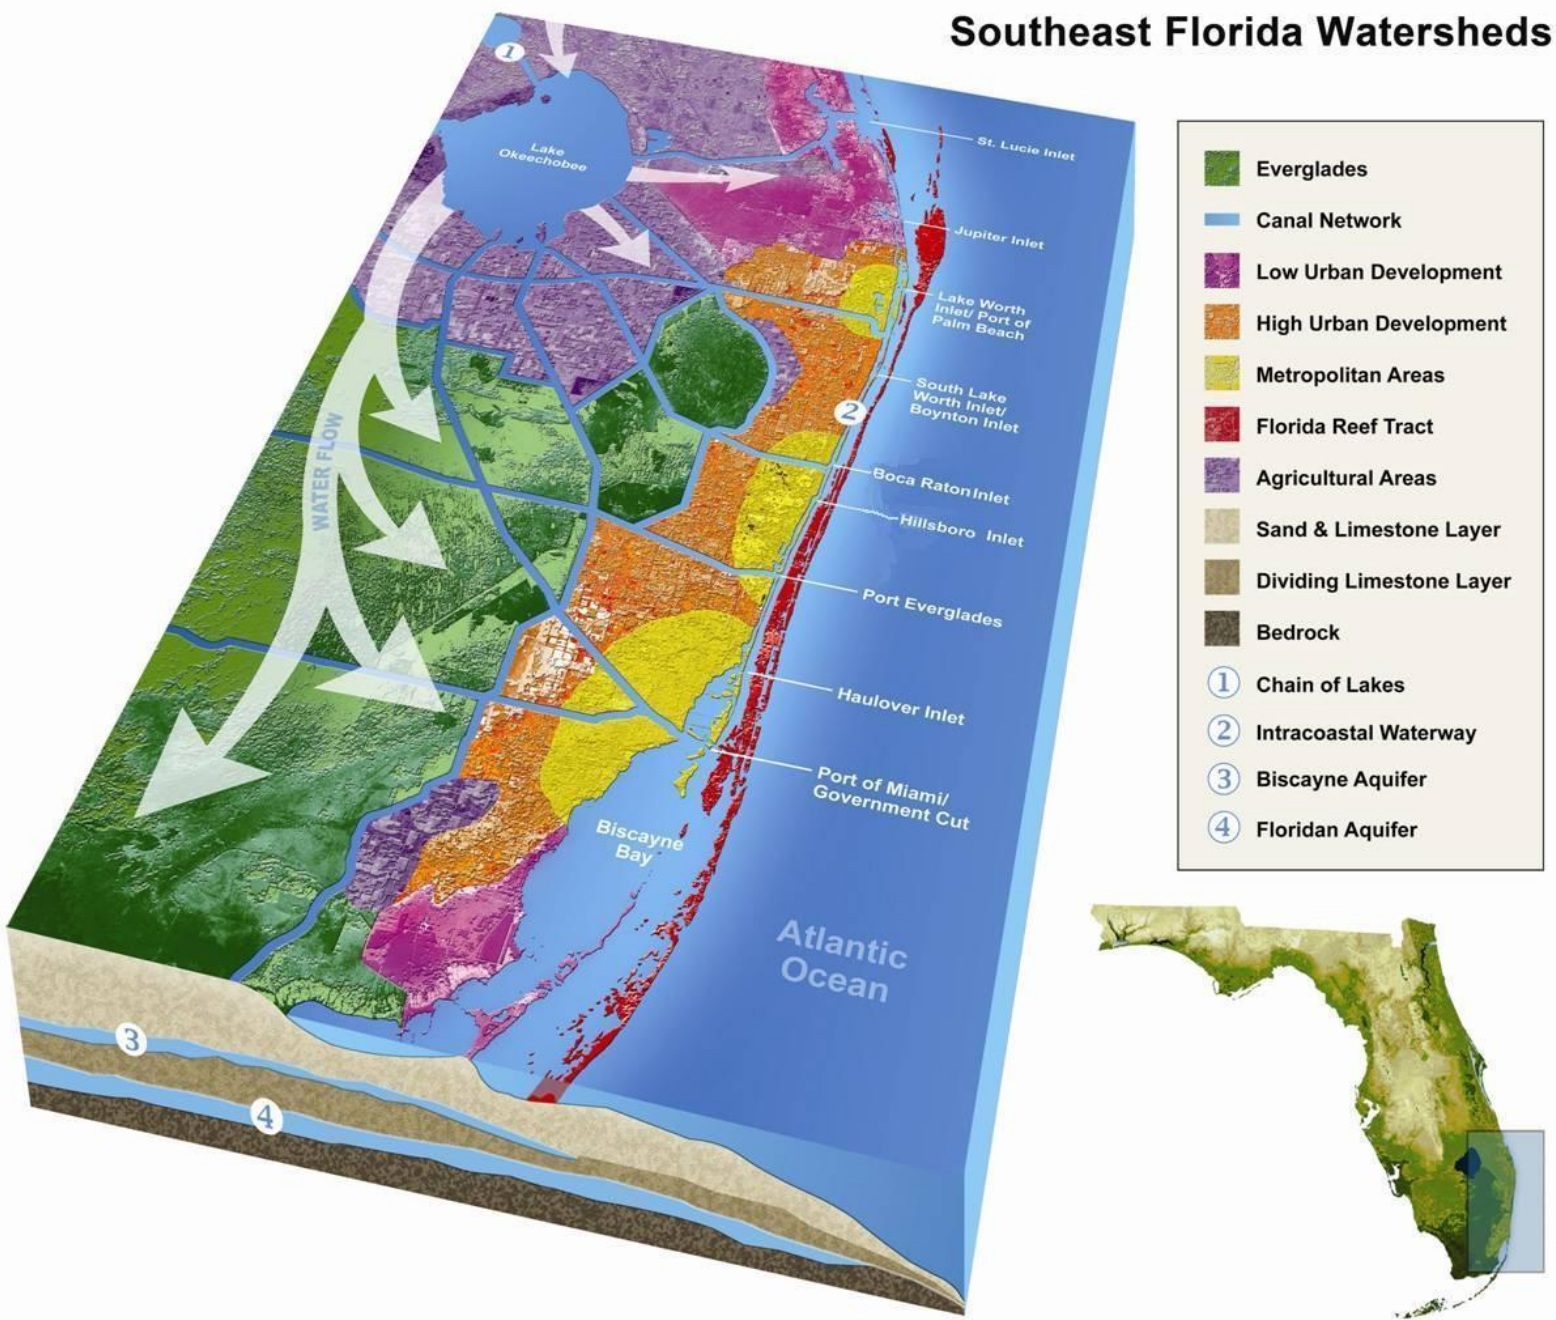 Southeast Florida Watersheds
1
Lake
Okeechobee
St. Lucie Inlet
Jupiter Inlet
Lake Worth
Inlet/ Port of
Palm Beach
South Lake
Worth Inlet/
Boynton Inlet
2
Boca Raton Inlet
Hillsboro Inlet
Port Everglades
Haulover Inlet
Port of Miami/
Government Cut
WATER FLOW
Biscayne
Bay
Atlantic
Ocean
3
4
Everglades
Canal Network
Low Urban Development
High Urban Development
Metropolitan Areas
Florida Reef Tract
Agricultural Areas
Sand & Limestone Layer
Dividing Limestone Layer
Bedrock
1 Chain of Lakes
2 Intracoastal Waterway
3 Biscayne Aquifer
4 Floridan Aquifer